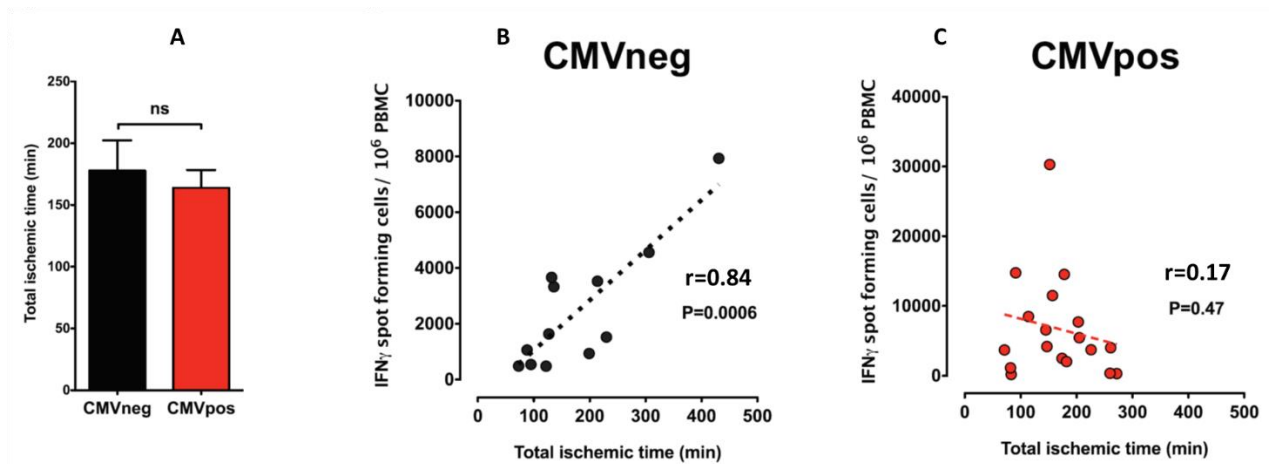 A
Total ischemic time (min)
250
200
150
100
50
0
ns
CMVneg CMVpos
B
CMVneg
IFNγ spot forming cells/ 10⁶ PBMC
10000
8000
6000
4000
2000
0
r=0.84
P=0.0006
0 100 200 300 400 500
Total ischemic time (min)
C
CMVpos
IFNγ spot forming cells/ 10⁶ PBMC
40000
30000
20000
10000
0
r=0.17
P=0.47
0 100 200 300 400 500
Total ischemic time (min)